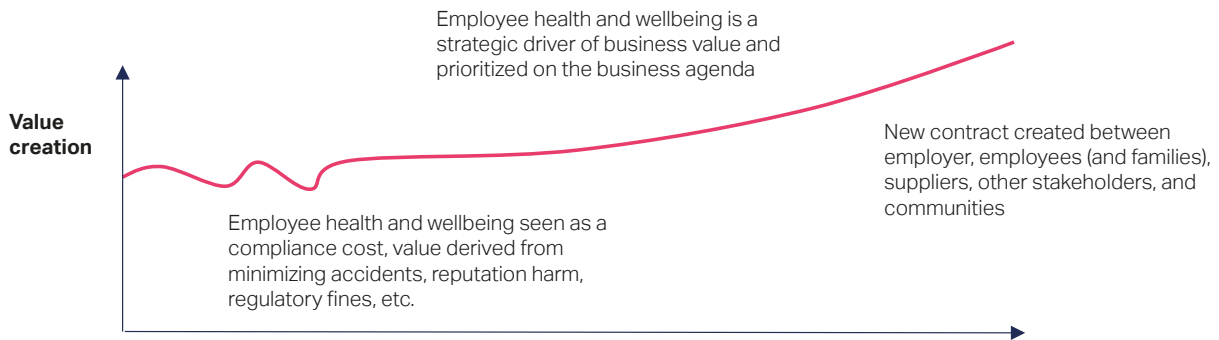 Employee health and wellbeing is a
strategic driver of business value and
prioritized on the business agenda
Value
creation
New contract created between
employer, employees (and families),
suppliers, other stakeholders, and
communities
Employee health and wellbeing seen as a
compliance cost, value derived from
minimizing accidents, reputation harm,
regulatory fines, etc.